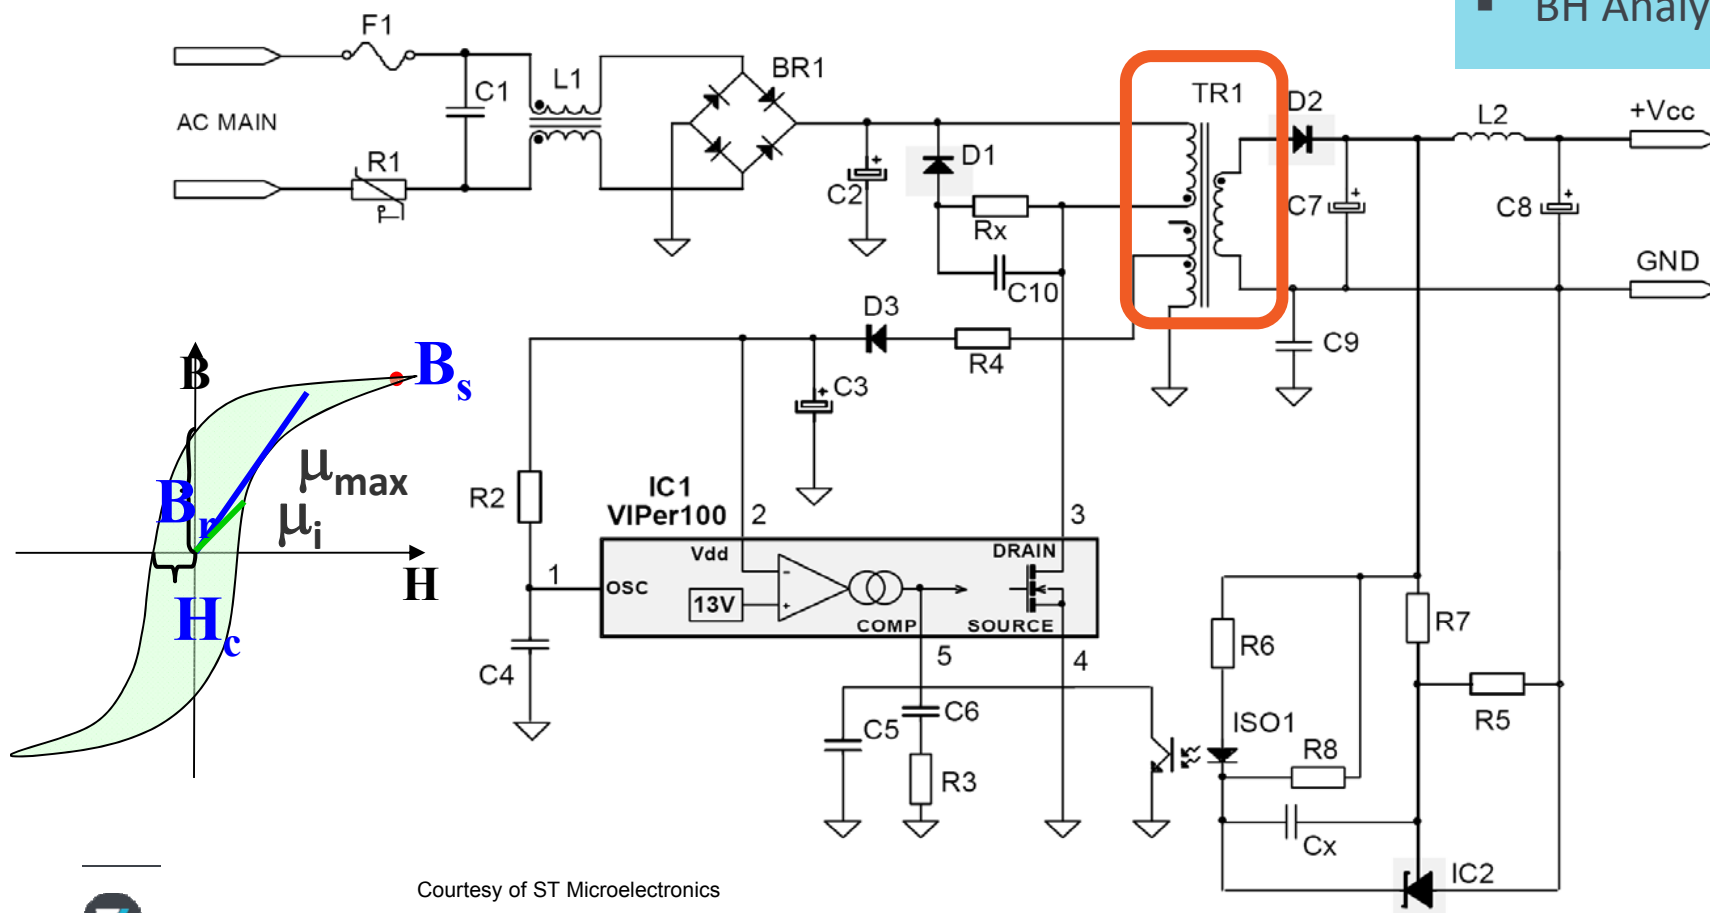 BH Analy
F1
C1
L1
BR1
AC MAIN
R1
T°
C2
D1
Rx
C10
TR1
D2
L2
+Vcc
C7
C8
GND
D3
R4
C9
C3
B
Bs
μmax
Br
μi
H
Hc
R2
IC1
VIPer100
2
3
Vdd
DRAIN
1
OSC
13V
COMP
SOURCE
5
4
C4
C5
C6
R3
R6
R7
ISO1
R8
R5
Cx
IC2
Courtesy of ST Microelectronics